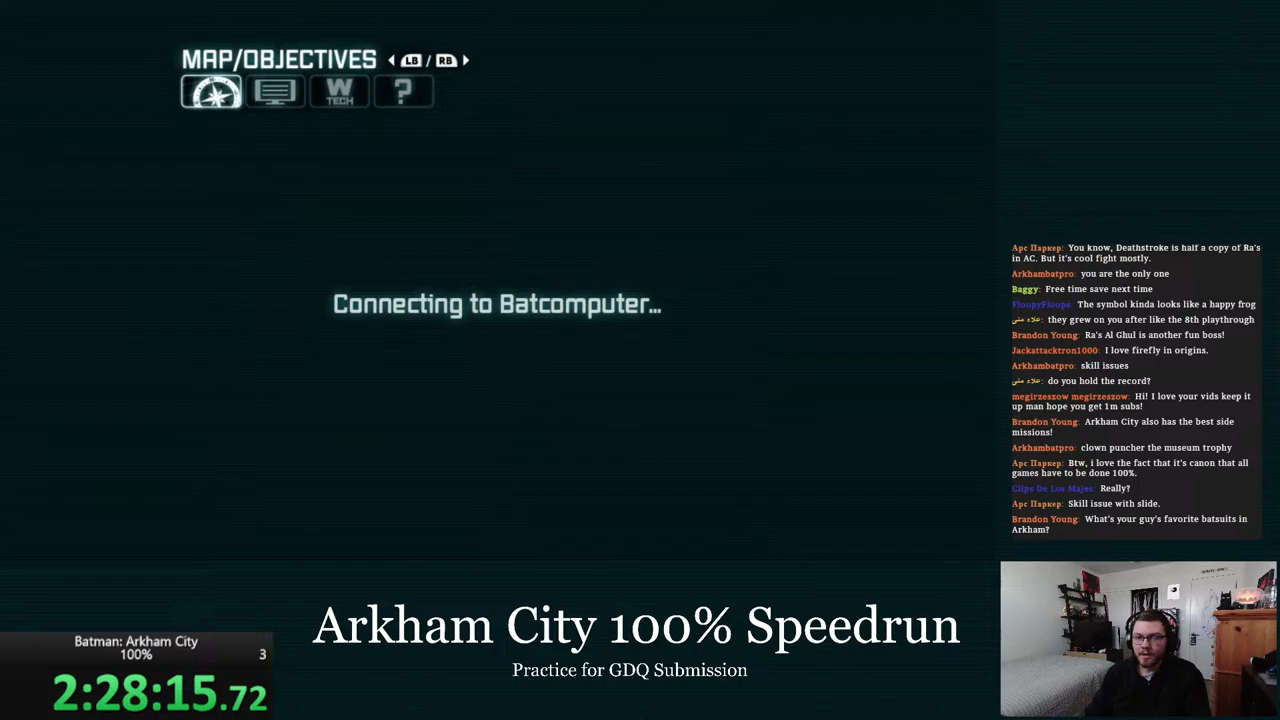 MAP/OBJECTIVES LB / RB
W TECH ?
Connecting to Batcomputer...
Арс Паркер: You know, Deathstroke is half a copy of Ra's
in AC. But it's cool fight mostly.
Arkhambatpro: you are the only one
Baggy: Free time save next time
FloopyFloops: The symbol kinda looks like a happy frog
علاء منى: they grew on you after like the 8th playthrough
Brandon Young: Ra's Al Ghul is another fun boss!
Jackattacktron1000: I love firefly in origins.
Arkhambatpro: skill issues
علاء منى: do you hold the record?
megirzeszow megirzeszow: Hi! I love your vids keep it
up man hope you get 1m subs!
Brandon Young: Arkham City also has the best side
missions!
Arkhambatpro: clown puncher the museum trophy
Арс Паркер: Btw, i love the fact that it's canon that all
games have to be done 100%.
Clips De Los Majes: Really?
Арс Паркер: Skill issue with slide.
Brandon Young: What's your guy's favorite batsuits in
Arkham?
Arkham City 100% Speedrun
Practice for GDQ Submission
Batman: Arkham City
100% 3
2:28:15.72